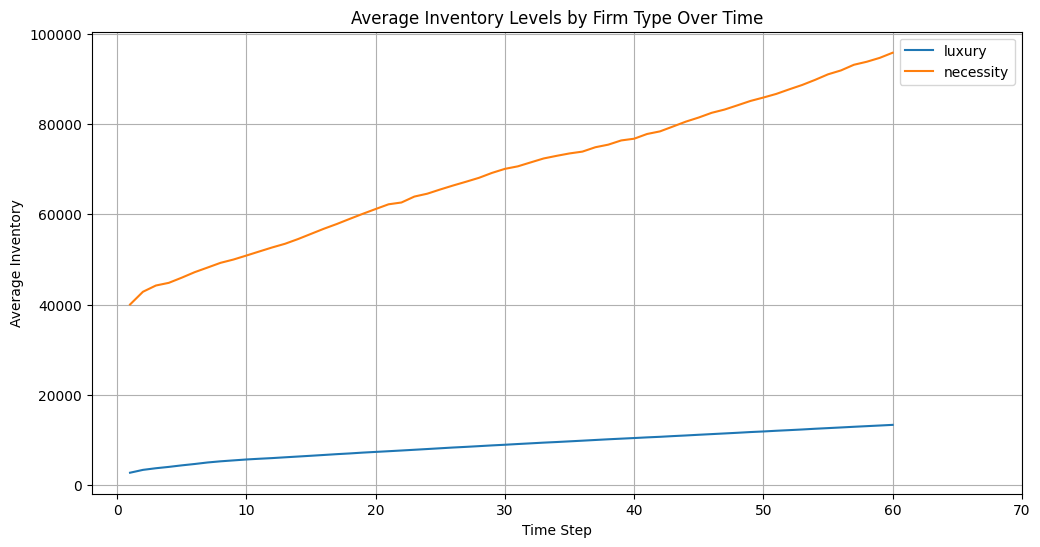 Average Inventory Levels by Firm Type Over Time
luxury
necessity
Average Inventory
100000
80000
60000
40000
20000
0
0 10 20 30 40 50 60 70
Time Step